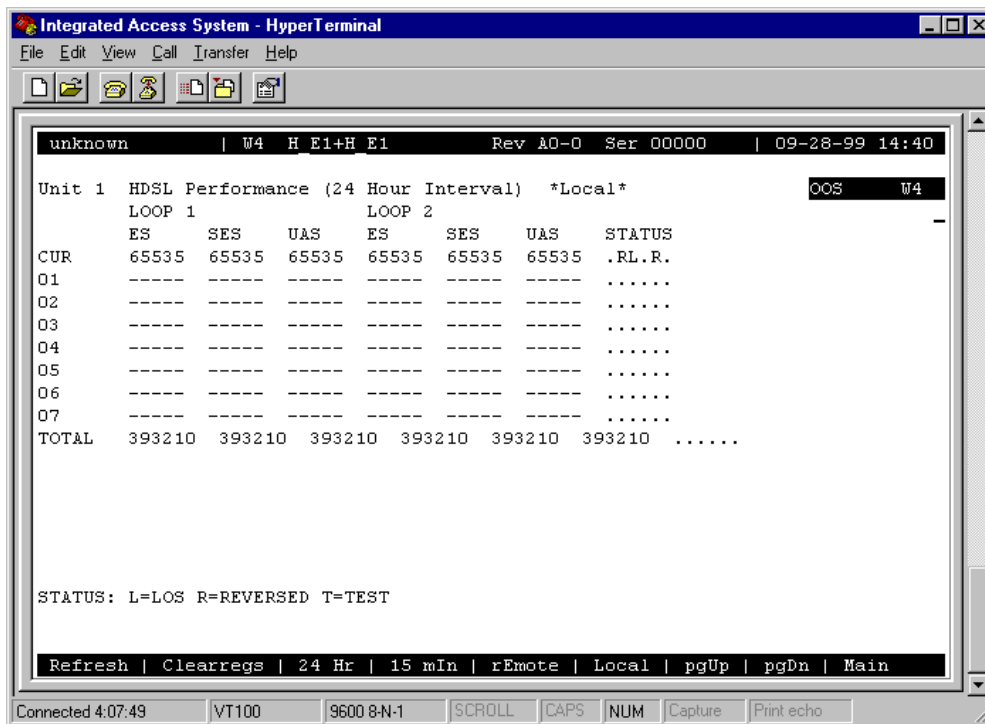 Integrated Access System - HyperTerminal
File Edit View Call Transfer Help
unknown | W4 H_E1+H_E1 Rev A0-0 Ser 00000 | 09-28-99 14:40
Unit 1 HDSL Performance (24 Hour Interval) *Local* OOS W4
LOOP 1 LOOP 2
ES SES UAS ES SES UAS STATUS
CUR 65535 65535 65535 65535 65535 65535 .RL.R.
01 ----- ----- ----- ----- ----- ----- ......
02 ----- ----- ----- ----- ----- ----- ......
03 ----- ----- ----- ----- ----- ----- ......
04 ----- ----- ----- ----- ----- ----- ......
05 ----- ----- ----- ----- ----- ----- ......
06 ----- ----- ----- ----- ----- ----- ......
07 ----- ----- ----- ----- ----- ----- ......
TOTAL 393210 393210 393210 393210 393210 393210 ......
STATUS: L=LOS R=REVERSED T=TEST
Refresh | Clearregs | 24 Hr | 15 mIn | rEmote | Local | pgUp | pgDn | Main
Connected 4:07:49 VT100 9600 8-N-1 SCROLL CAPS NUM Capture Print echo